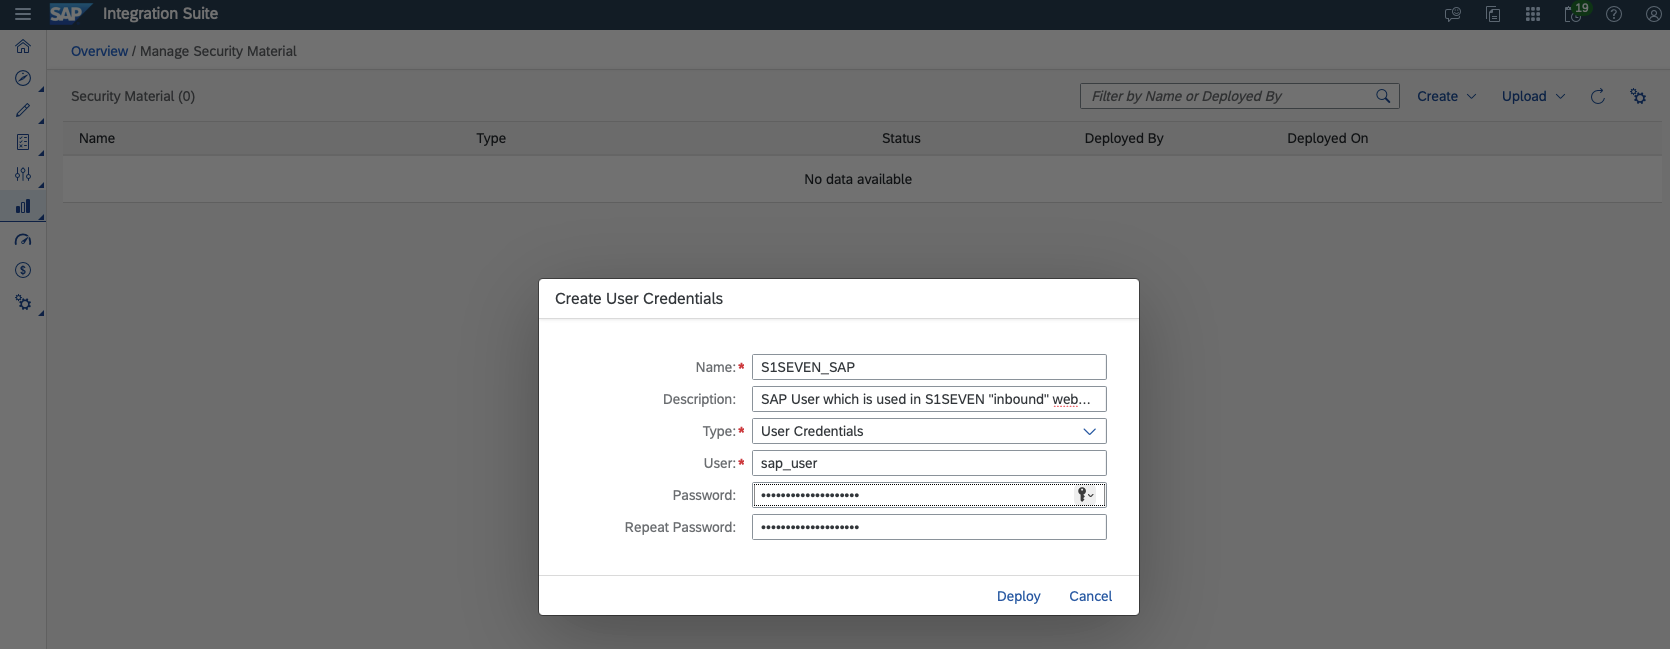 SAP Integration Suite 19
Overview / Manage Security Material
Security Material (0) Filter by Name or Deployed By Create Upload
Name Type Status Deployed By Deployed On
No data available
Create User Credentials
Name:* S1SEVEN_SAP
Description: SAP User which is used in S1SEVEN "inbound" web...
Type:* User Credentials
User:* sap_user
Password: ••••••••••••••••••••
Repeat Password: ••••••••••••••••••••
Deploy Cancel